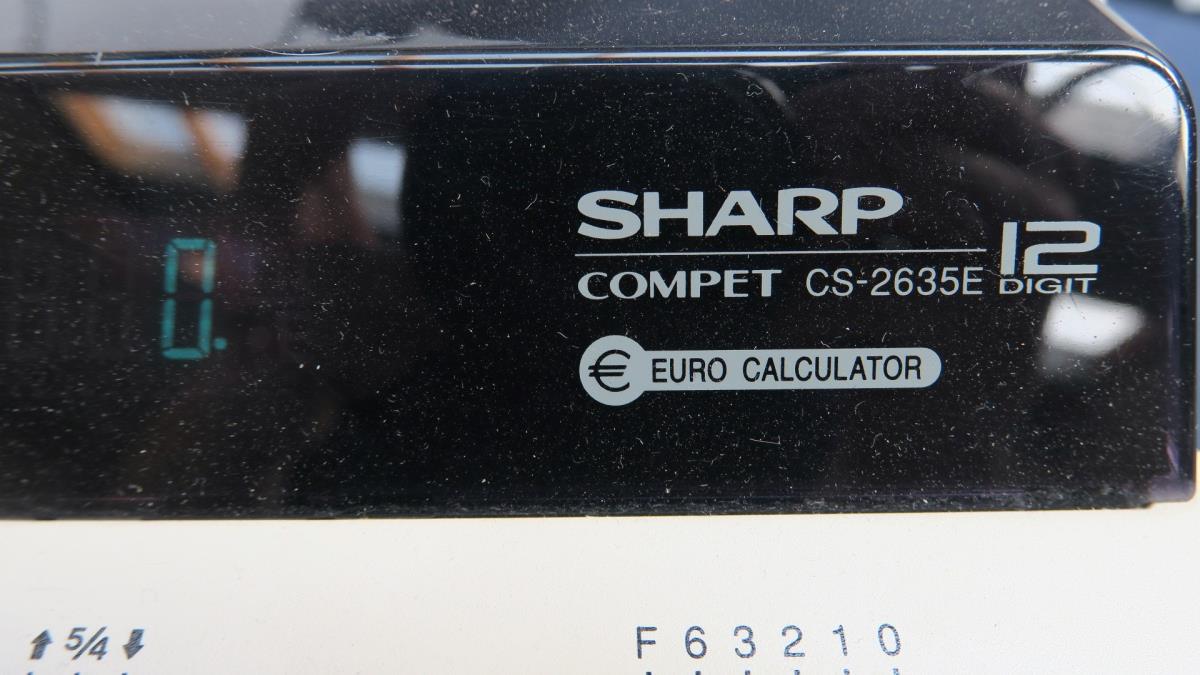 SHARP
COMPET CS-2635E 12 DIGIT
0.
€ EURO CALCULATOR
⬆ 5/4 ⬇
F 6 3 2 1 0